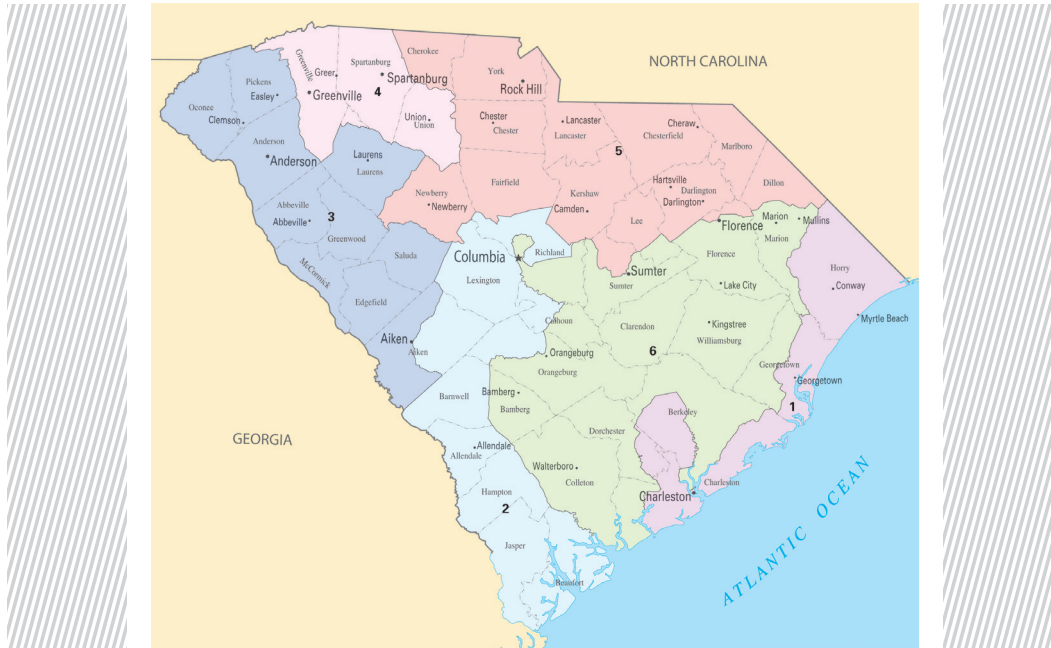 NORTH CAROLINA
Cherokee
Spartanburg
Greenville
Greer
Spartanburg
York
Rock Hill
Pickens
Easley
Greenville
4
Oconee
Clemson
Union
Union
Chester
Chester
Lancaster
Lancaster
Cheraw
Chesterfield
Marlboro
Anderson
Anderson
Laurens
Laurens
5
Hartsville
Darlington
Darlington
Dillon
Newberry
Newberry
Fairfield
Kershaw
Camden
Lee
Abbeville
Abbeville
3
Greenwood
Florence
Marion
Marion
Mullins
Saluda
Columbia
Richland
Florence
McCormick
Lexington
Sumter
Sumter
Horry
Conway
Lake City
Edgefield
Calhoun
Clarendon
Kingstree
Williamsburg
Myrtle Beach
Aiken
Aiken
Orangeburg
Orangeburg
6
Georgetown
Georgetown
Barnwell
Bamberg
Bamberg
Berkeley
1
Dorchester
GEORGIA
Allendale
Allendale
Walterboro
Colleton
Charleston
Charleston
Hampton
2
Jasper
Beaufort
ATLANTIC OCEAN